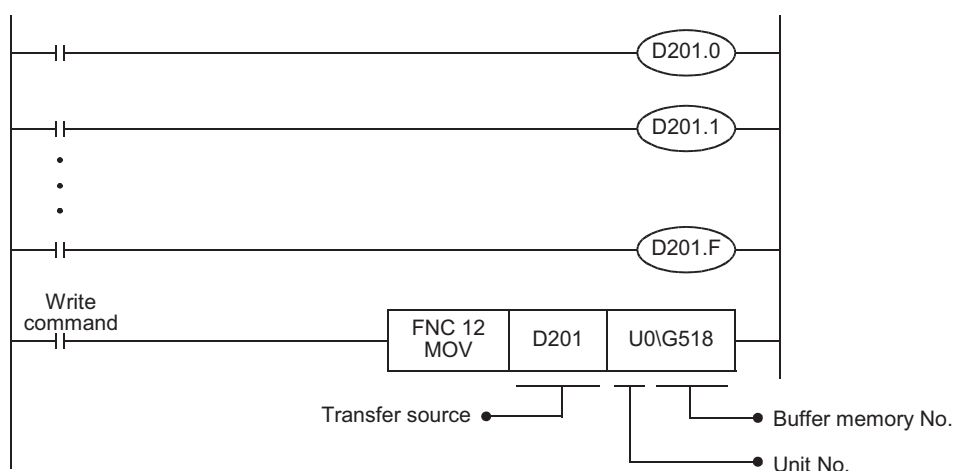 D201.0
D201.1
D201.F
Write
command
FNC 12
MOV
D201
U0\G518
Transfer source
Buffer memory No.
Unit No.